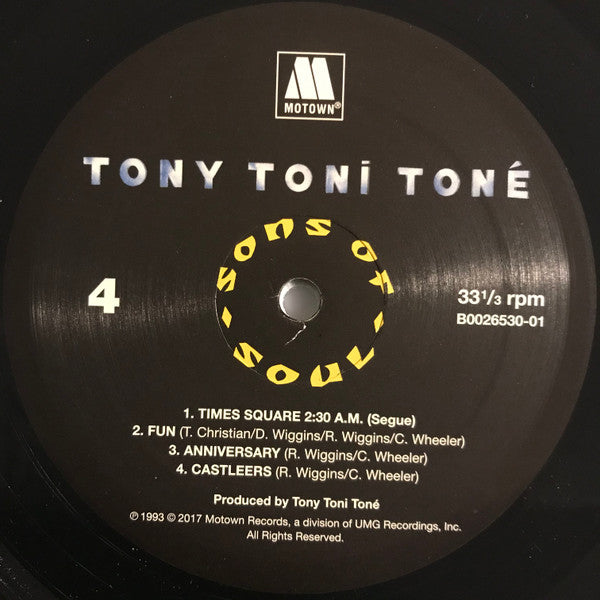 MOTOWN®
TONY TONI TONÉ
sons of
soul
4
33 1/3 rpm
B0026530-01
1. TIMES SQUARE 2:30 A.M. (Segue)
2. FUN (T. Christian/D. Wiggins/R. Wiggins/C. Wheeler)
3. ANNIVERSARY (R. Wiggins/C. Wheeler)
4. CASTLEERS (R. Wiggins/C. Wheeler)
Produced by Tony Toni Toné
℗ 1993 © 2017 Motown Records, a division of UMG Recordings, Inc.
All Rights Reserved.